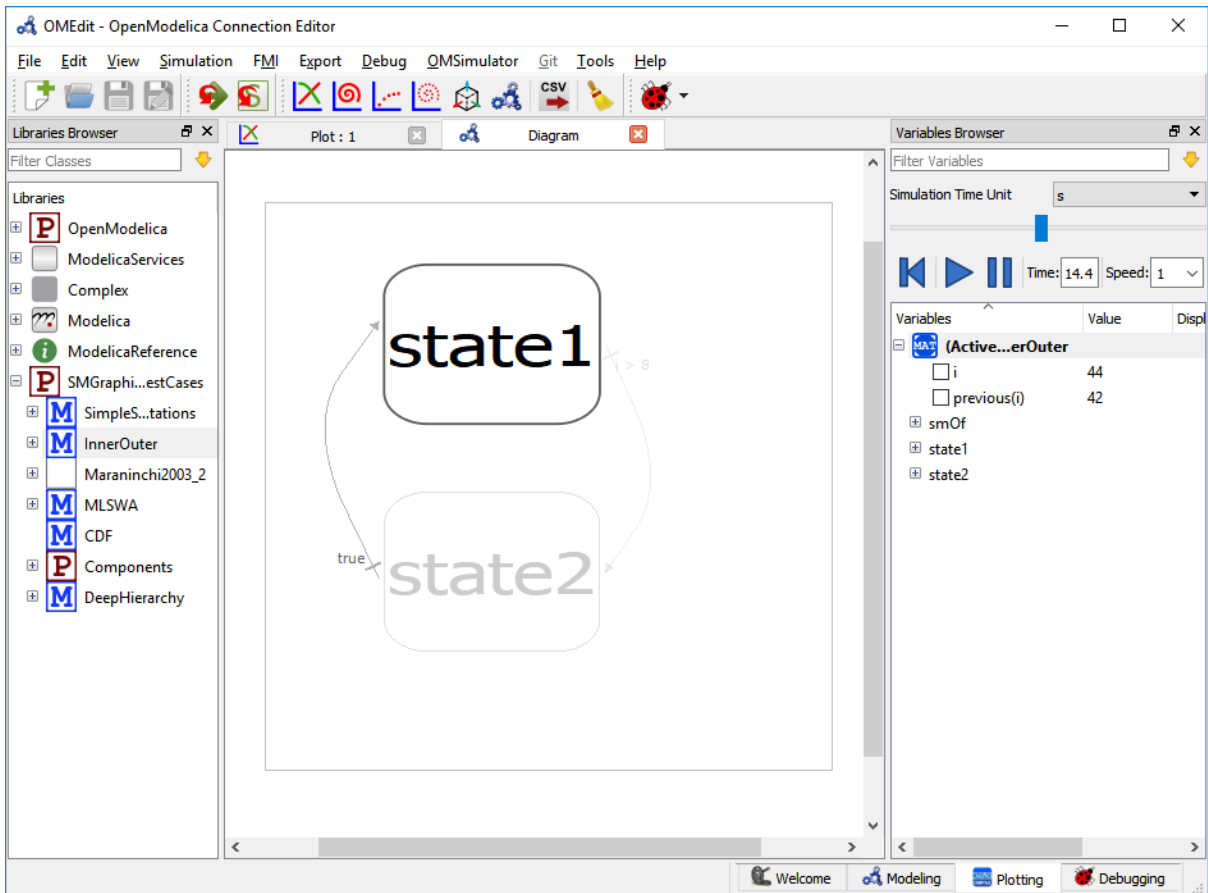 OMEdit - OpenModelica Connection Editor
File Edit View Simulation FMI Export Debug OMSimulator Git Tools Help
CSV
Libraries Browser
Filter Classes
Libraries
P OpenModelica
ModelicaServices
Complex
Modelica
i ModelicaReference
P SMGraphi...estCases
M SimpleS...tations
M InnerOuter
Maraninchi2003_2
M MLSWA
M CDF
P Components
M DeepHierarchy
Plot : 1
Diagram
state1
i > 8
true
state2
Variables Browser
Filter Variables
Simulation Time Unit s
Time: 14.4 Speed: 1
Variables Value Displ
MAT (Active...erOuter
i 44
previous(i) 42
smOf
state1
state2
Welcome Modeling Plotting Debugging